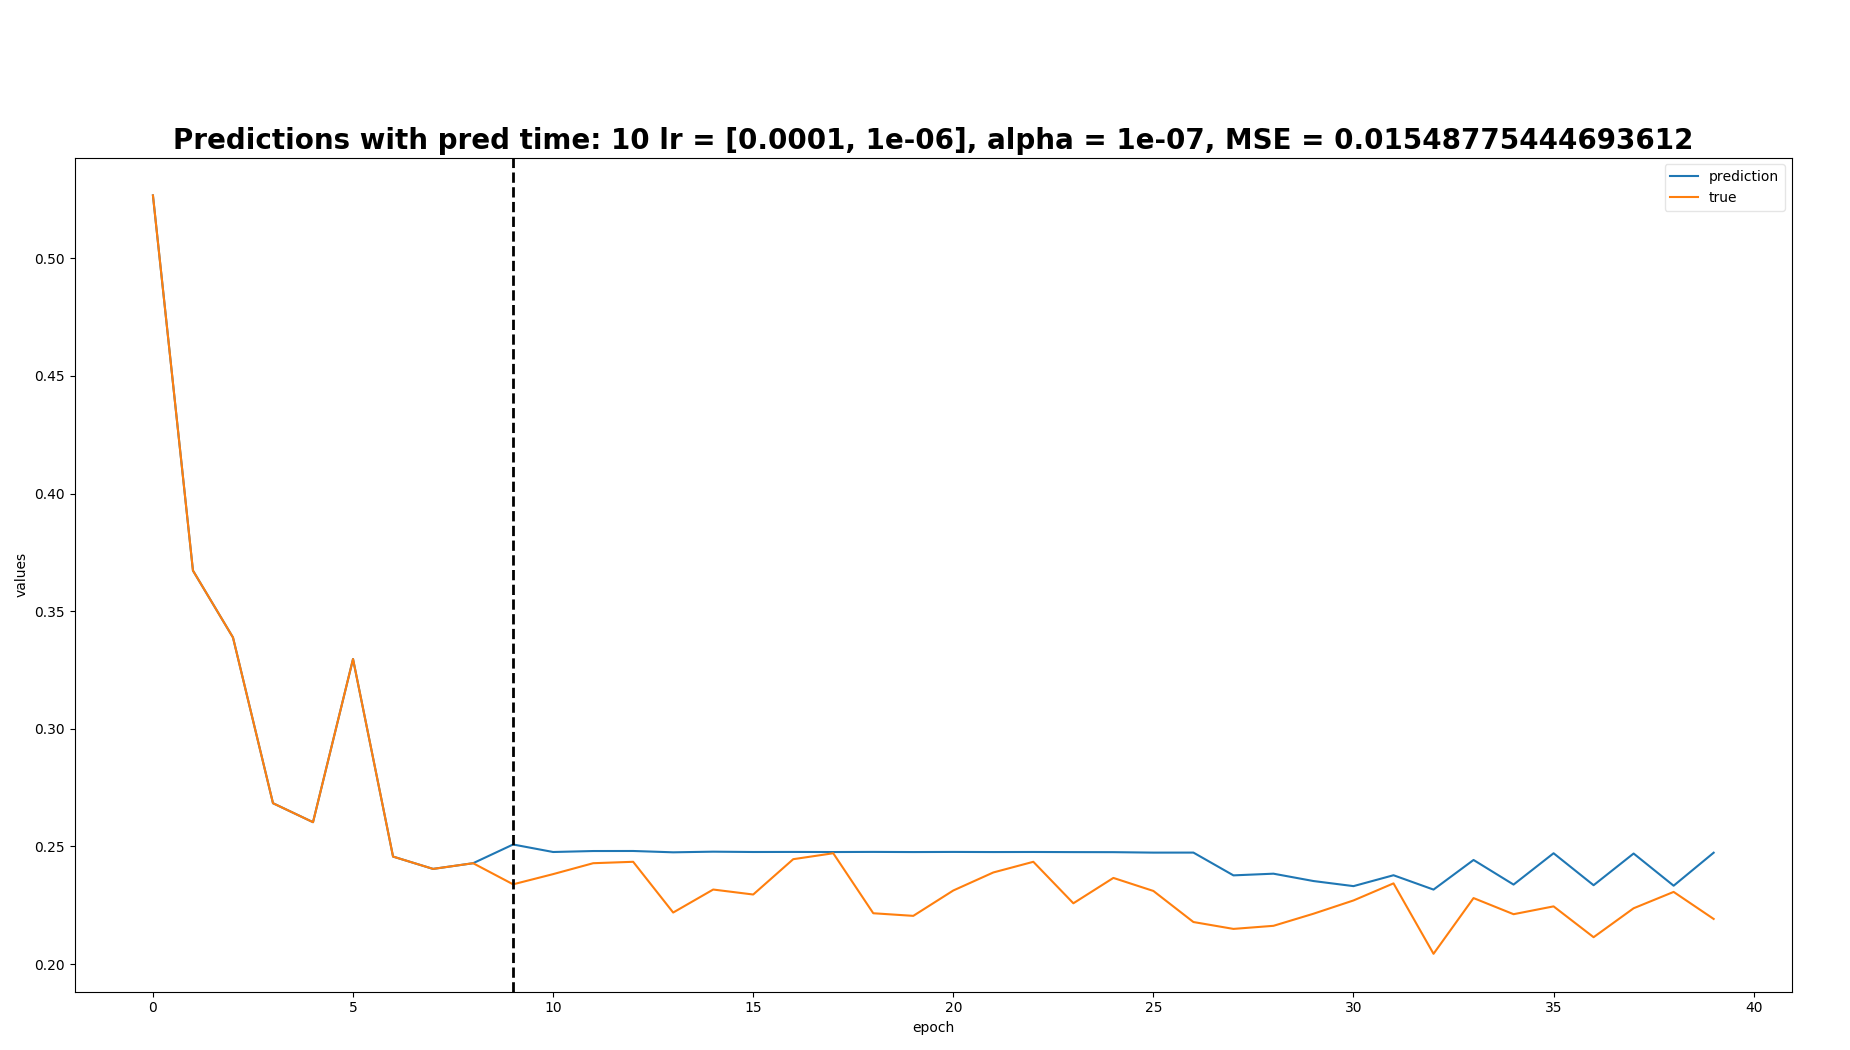 Predictions with pred time: 10 lr = [0.0001, 1e-06], alpha = 1e-07, MSE = 0.01548775444693612
prediction
true
0.50
0.45
0.40
0.35
0.30
0.25
0.20
values
0 5 10 15 20 25 30 35 40
epoch